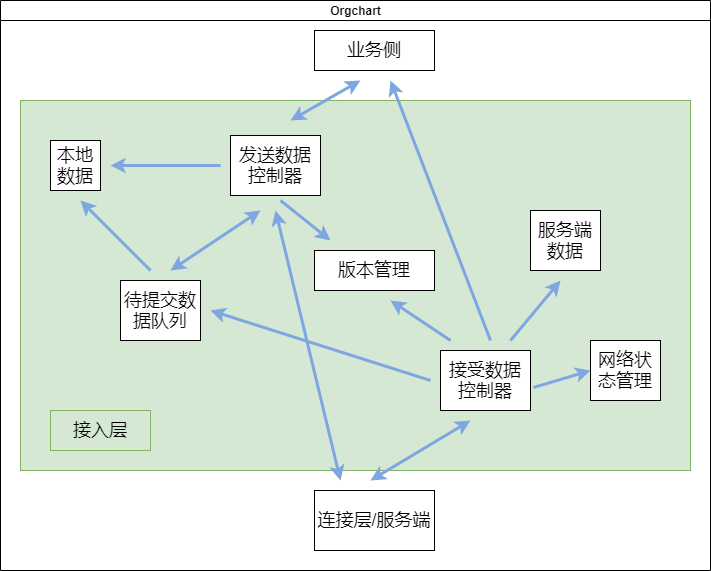 Orgchart
业务侧
本地
数据
发送数据
控制器
服务端
数据
版本管理
待提交数
据队列
接受数据
控制器
网络状
态管理
接入层
连接层/服务端